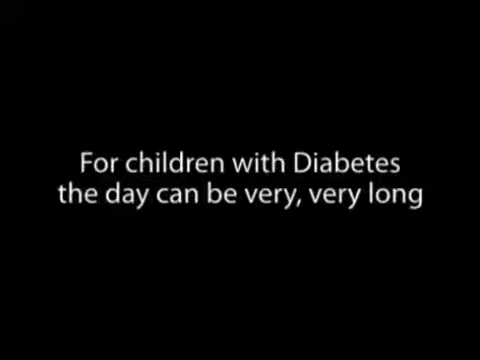 For children with Diabetes
the day can be very, very long